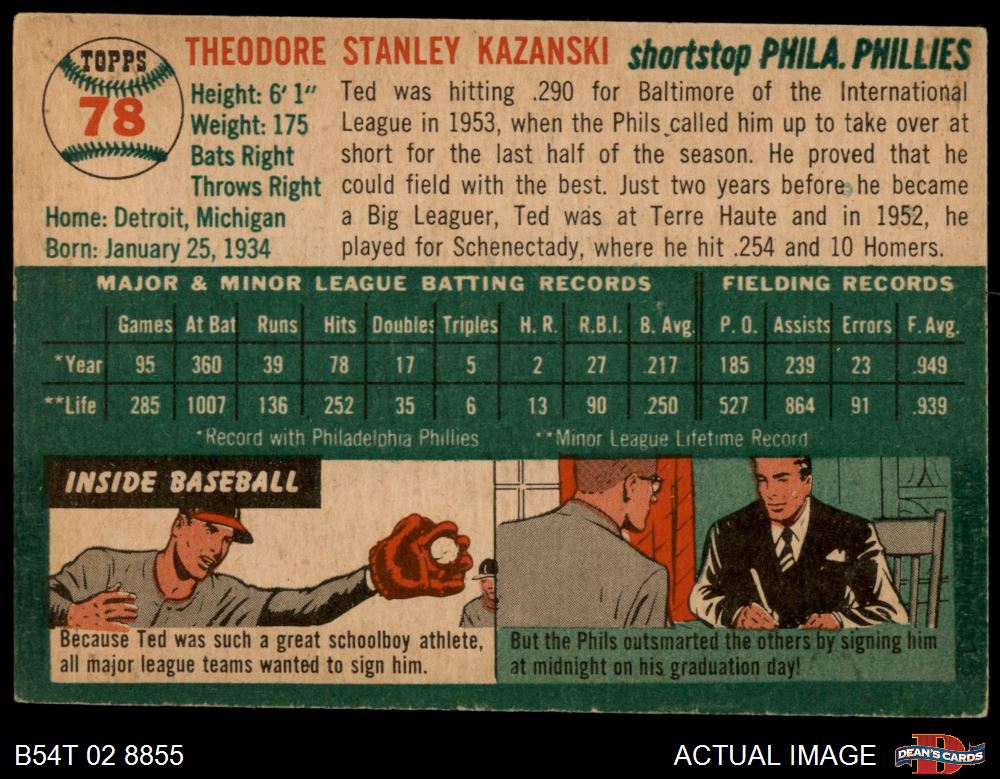 TOPPS
78
THEODORE STANLEY KAZANSKI shortstop PHILA. PHILLIES
Height: 6' 1"
Weight: 175
Bats Right
Throws Right
Home: Detroit, Michigan
Born: January 25, 1934
Ted was hitting .290 for Baltimore of the International
League in 1953, when the Phils called him up to take over at
short for the last half of the season. He proved that he
could field with the best. Just two years before he became
a Big Leaguer, Ted was at Terre Haute and in 1952, he
played for Schenectady, where he hit .254 and 10 Homers.
MAJOR & MINOR LEAGUE BATTING RECORDS FIELDING RECORDS
Games At Bat Runs Hits Doubles Triples H. R. R.B.I. B. Avg. P. O. Assists Errors F. Avg.
*Year 95 360 39 78 17 5 2 27 .217 185 239 23 .949
**Life 285 1007 136 252 35 6 13 90 .250 527 864 91 .939
*Record with Philadelphia Phillies **Minor League Lifetime Record
INSIDE BASEBALL
Because Ted was such a great schoolboy athlete,
all major league teams wanted to sign him.
But the Phils outsmarted the others by signing him
at midnight on his graduation day!
B54T 02 8855 ACTUAL IMAGE DEAN'S CARDS